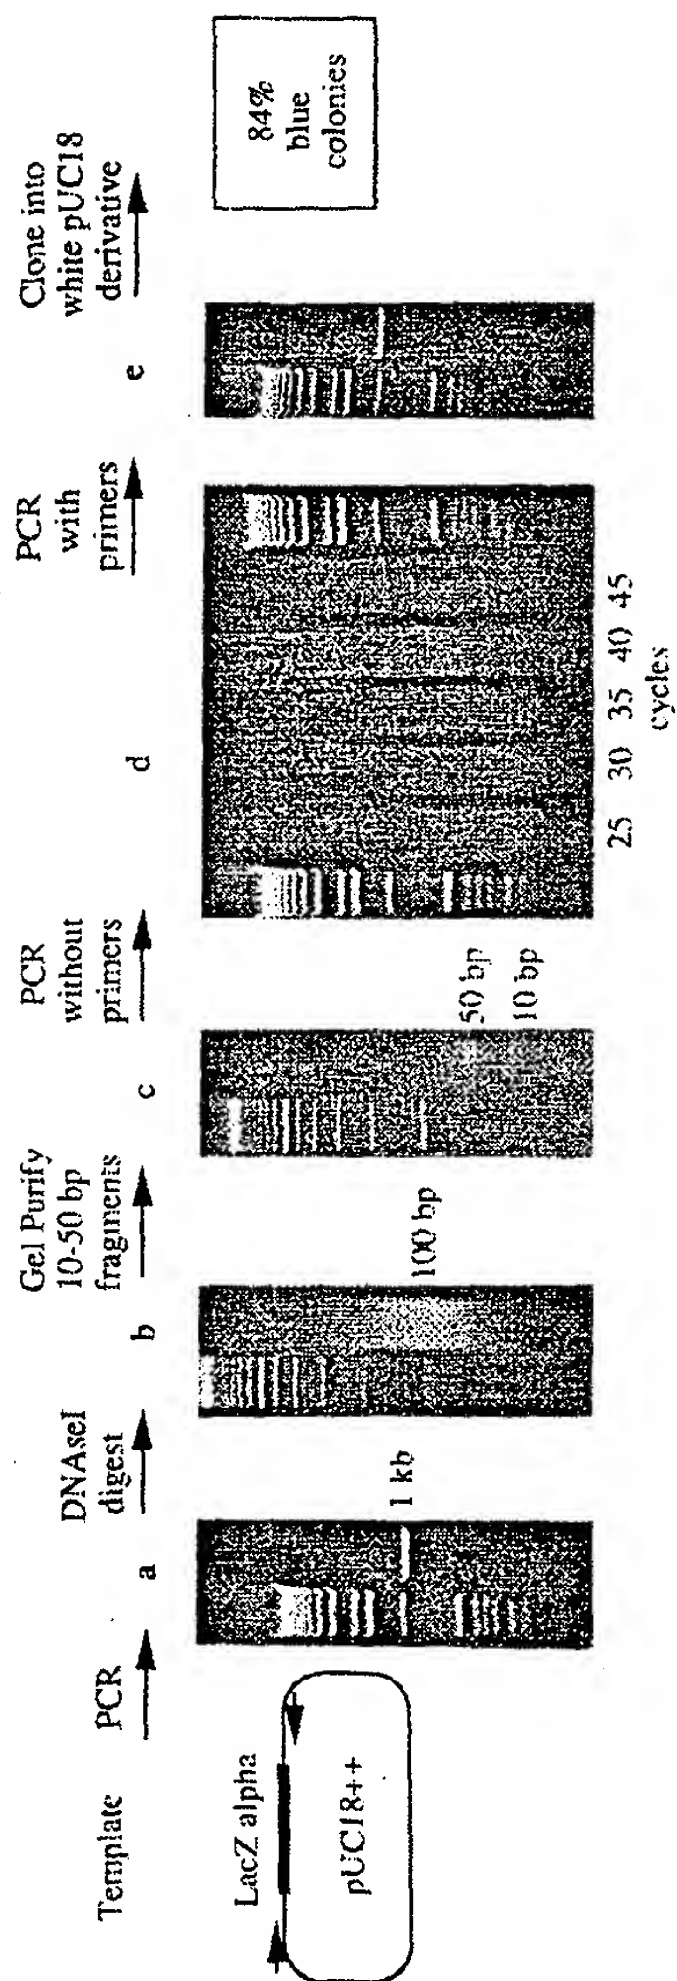 Template
LacZ alpha
pUC18++
PCR
a
1 kb
DNAseI
digest
b
100 bp
Gel Purify
10-50 bp
fragments
c
50 bp
10 bp
PCR
without
primers
d
25 30 35 40 45
cycles
PCR
with
primers
e
Clone into
white pUC18
derivative
84%
blue
colonies